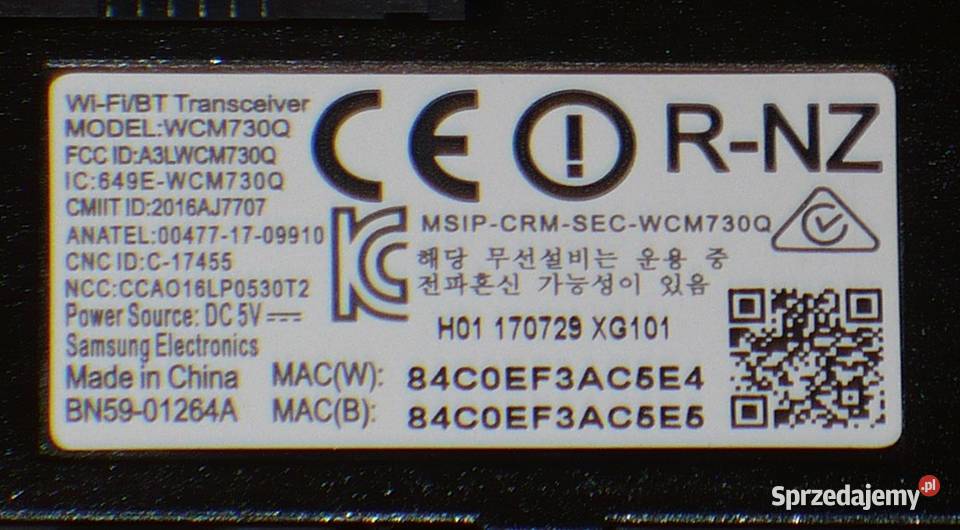 Wi-Fi/BT Transceiver
MODEL:WCM730Q
FCC ID:A3LWCM730Q
IC:649E-WCM730Q
CMIIT ID:2016AJ7707
ANATEL:00477-17-09910
CNC ID:C-17455
NCC:CCAO16LP0530T2
Power Source: DC 5V
Samsung Electronics
Made in China
BN59-01264A
CE
R-NZ
MSIP-CRM-SEC-WCM730Q
해당 무선설비는 운용 중
전파혼신 가능성이 있음
H01 170729 XG101
MAC(W): 84C0EF3AC5E4
MAC(B): 84C0EF3AC5E5
Sprzedajemy.pl